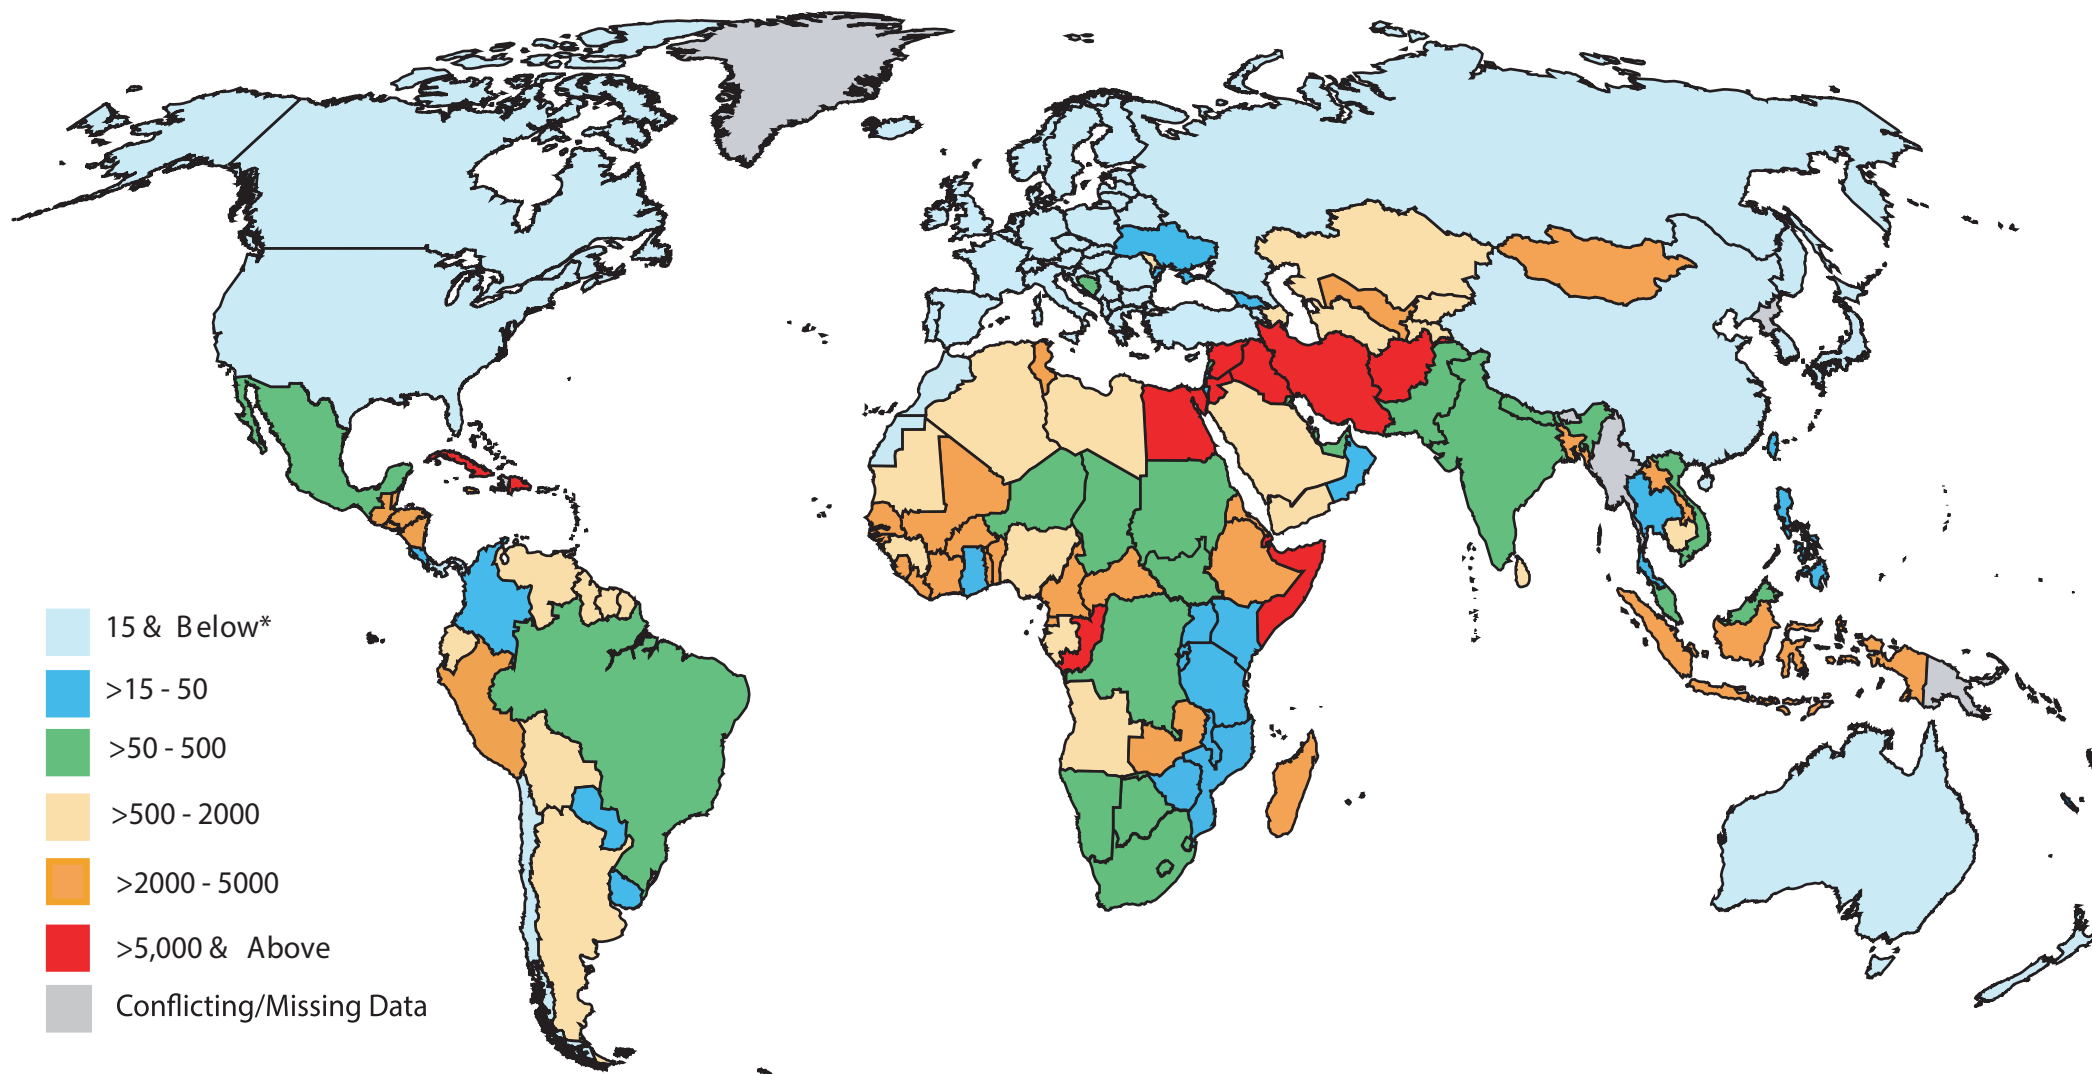 15 & Below*
>15 - 50
>50 - 500
>500 - 2000
>2000 - 5000
>5,000 & Above
Conflicting/Missing Data